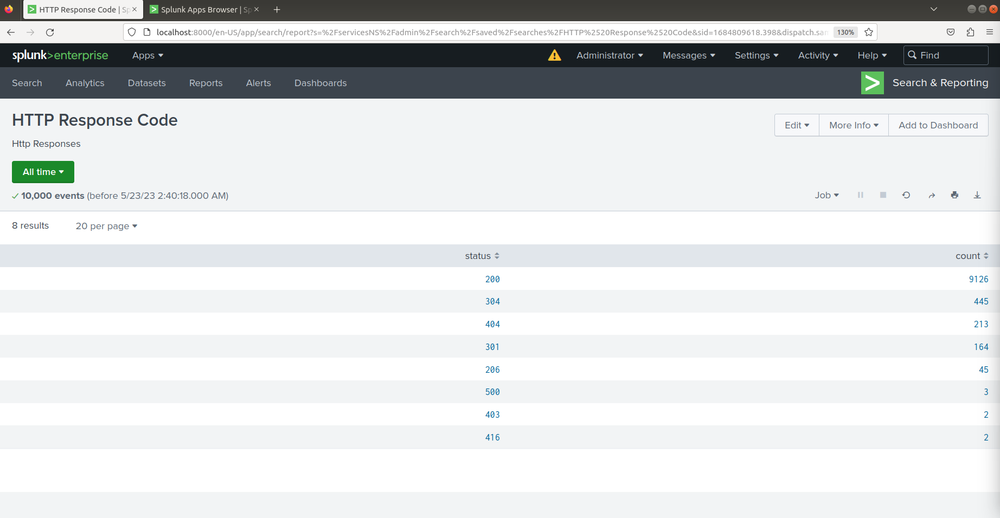 HTTP Response Code | Sp
Splunk Apps Browser | Sp
localhost:8000/en-US/app/search/report?s=%2FservicesNS%2Fadmin%2Fsearch%2Fsaved%2Fsearches%2FHTTP%2520Response%2520Code&sid=1684809618.398&dispatch.sam
130%
splunk>enterprise Apps Administrator Messages Settings Activity Help Find
Search Analytics Datasets Reports Alerts Dashboards Search & Reporting
HTTP Response Code
Edit More Info Add to Dashboard
Http Responses
All time
10,000 events (before 5/23/23 2:40:18.000 AM)
Job
8 results 20 per page
status count
200 9126
304 445
404 213
301 164
206 45
500 3
403 2
416 2